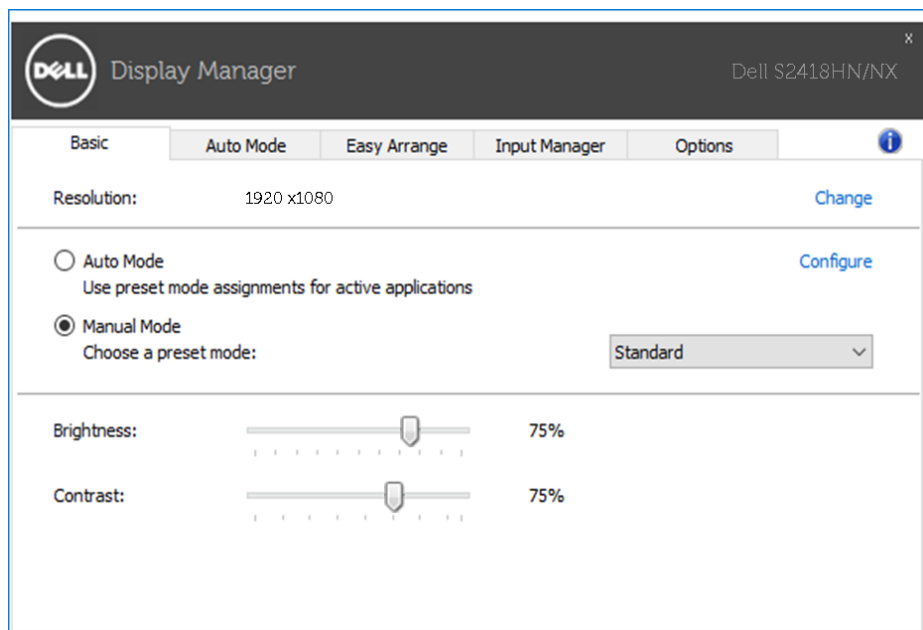 DELL Display Manager
x
Dell S2418HN/NX
Basic
Auto Mode
Easy Arrange
Input Manager
Options
i
Resolution: 1920 x1080 Change
Auto Mode Configure
Use preset mode assignments for active applications
Manual Mode
Choose a preset mode: Standard
Brightness: 75%
Contrast: 75%